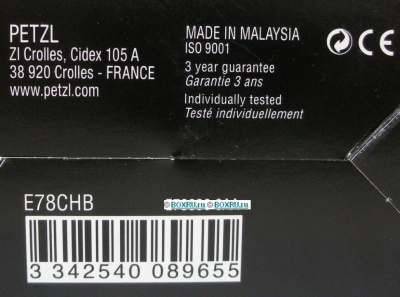 PETZL
ZI Crolles, Cidex 105 A
38 920 Crolles - FRANCE
www.petzl.com
MADE IN MALAYSIA
ISO 9001
3 year guarantee
Garantie 3 ans
Individually tested
Testé individuellement
CE
E78CHB
© BOXRU.ru © BOXRU.ru ©
3 342540 089655